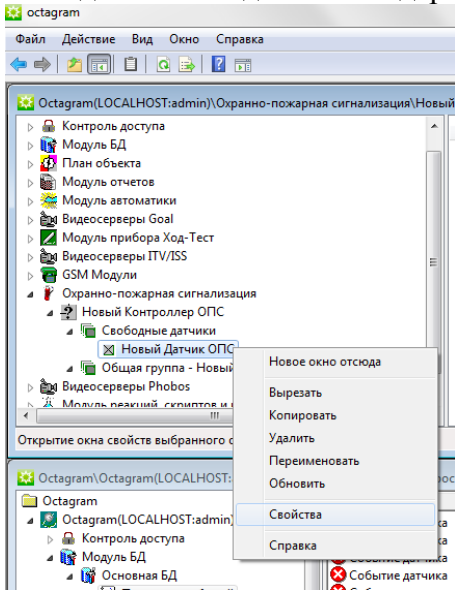 octagram
Файл Действие Вид Окно Справка
Octagram(LOCALHOST:admin)\Охранно-пожарная сигнализация\Новый
Контроль доступа
Модуль БД
План объекта
Модуль отчетов
Модуль автоматики
Видеосерверы Goal
Модуль прибора Ход-Тест
Видеосерверы ITV/ISS
GSM Модули
Охранно-пожарная сигнализация
Новый Контроллер ОПС
Свободные датчики
Новый Датчик ОПС
Общая группа - Новый
Видеосерверы Phobos
Модуль реакций, скриптов и
Новое окно отсюда
Вырезать
Копировать
Удалить
Переименовать
Обновить
Свойства
Справка
Открытие окна свойств выбранного
Octagram\Octagram(LOCALHOST:
Octagram
Octagram(LOCALHOST:admin)
Контроль доступа
Модуль БД
Основная БД
Событие датчика